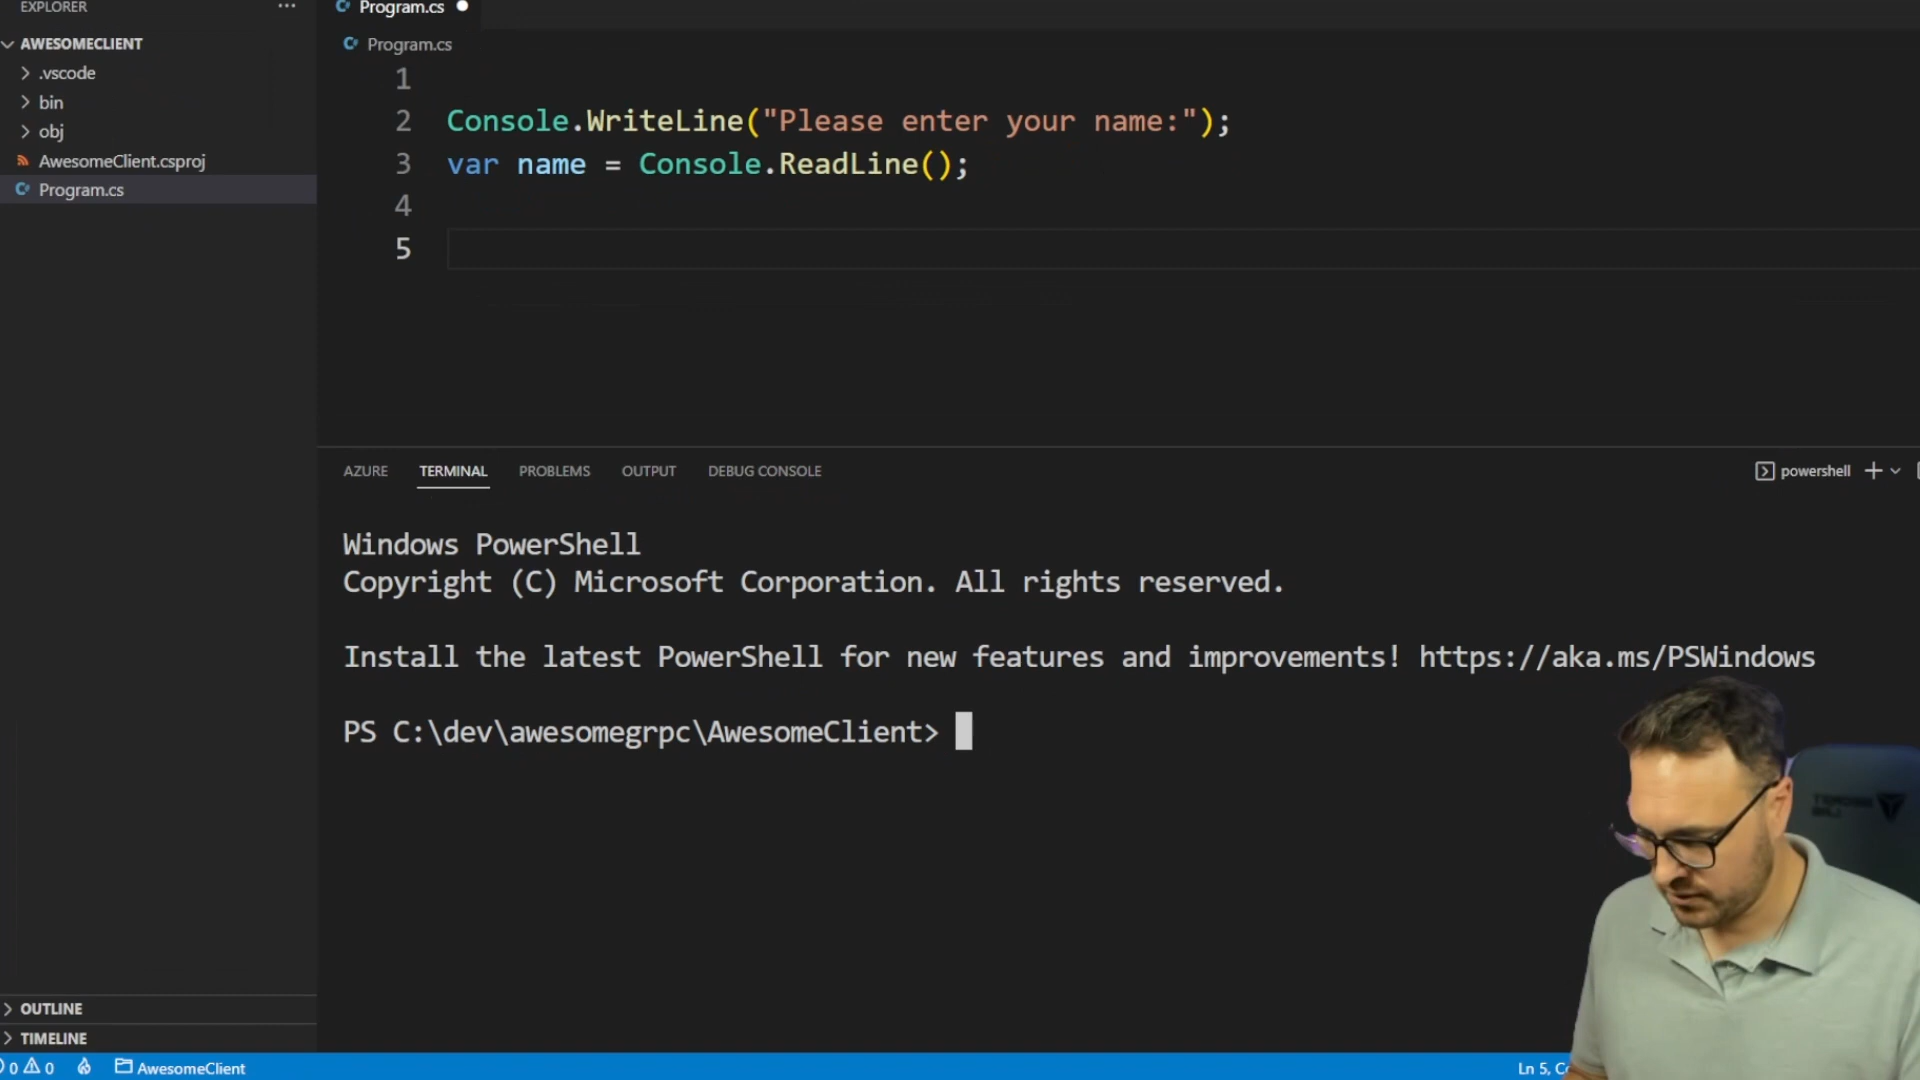 EXPLORER
AWESOMECLIENT
.vscode
bin
obj
AwesomeClient.csproj
Program.cs
OUTLINE
TIMELINE
Program.cs
Program.cs
1
2 Console.WriteLine("Please enter your name:");
3 var name = Console.ReadLine();
4
5
AZURE TERMINAL PROBLEMS OUTPUT DEBUG CONSOLE
powershell
Windows PowerShell
Copyright (C) Microsoft Corporation. All rights reserved.
Install the latest PowerShell for new features and improvements! https://aka.ms/PSWindows
PS C:\dev\awesomegrpc\AwesomeClient>
0 0 AwesomeClient
Ln 5,